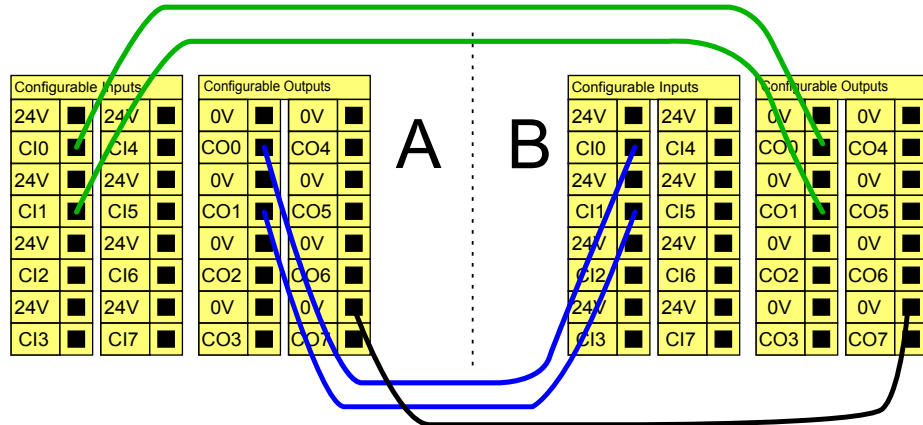 Configurable Inputs
24V 24V
CI0 CI4
24V 24V
CI1 CI5
24V 24V
CI2 CI6
24V 24V
CI3 CI7
Configurable Outputs
0V 0V
CO0 CO4
0V 0V
CO1 CO5
0V 0V
CO2 CO6
0V 0V
CO3 CO7
A
B
Configurable Inputs
24V 24V
CI0 CI4
24V 24V
CI1 CI5
24V 24V
CI2 CI6
24V 24V
CI3 CI7
Configurable Outputs
0V 0V
CO0 CO4
0V 0V
CO1 CO5
0V 0V
CO2 CO6
0V 0V
CO3 CO7